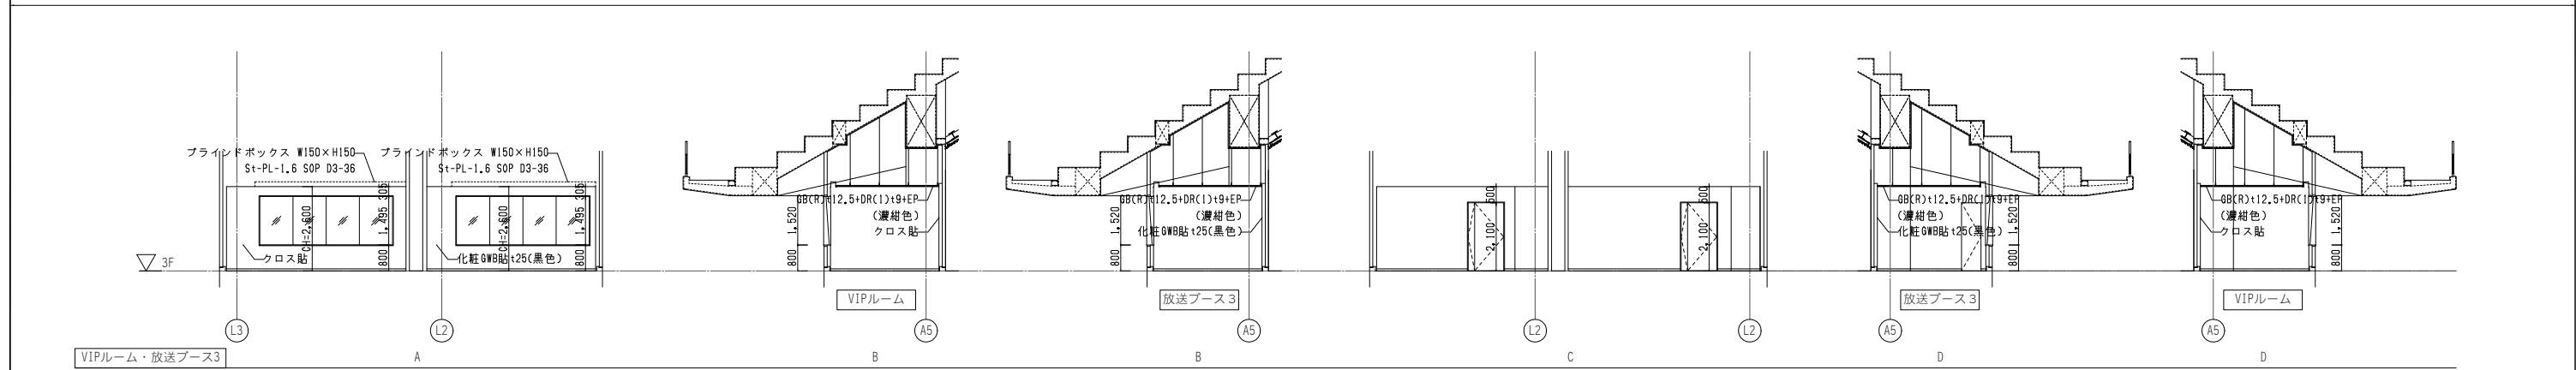 ブラインドボックス W150×H150
St-PL-1.6 SOP D3-36
ブラインドボックス W150×H150
St-PL-1.6 SOP D3-36
305
1,495
800
CH=2,600
クロス貼
305
1,495
800
CH=2,600
化粧GWB貼t25(黒色)
3F
L3
L2
A
GB(R)t12.5+DR(I)t9+EP
(濃紺色)
クロス貼
1,520
800
VIPルーム
A5
B
GB(R)t12.5+DR(I)t9+EP
(濃紺色)
化粧GWB貼t25(黒色)
1,520
800
放送ブース3
A5
B
500
2,100
500
2,100
L2
L2
C
GB(R)t12.5+DR(I)t9+EP
(濃紺色)
化粧GWB貼t25(黒色)
1,520
800
放送ブース3
A5
D
GB(R)t12.5+DR(I)t9+EP
(濃紺色)
クロス貼
1,520
800
VIPルーム
A5
D
VIPルーム・放送ブース3